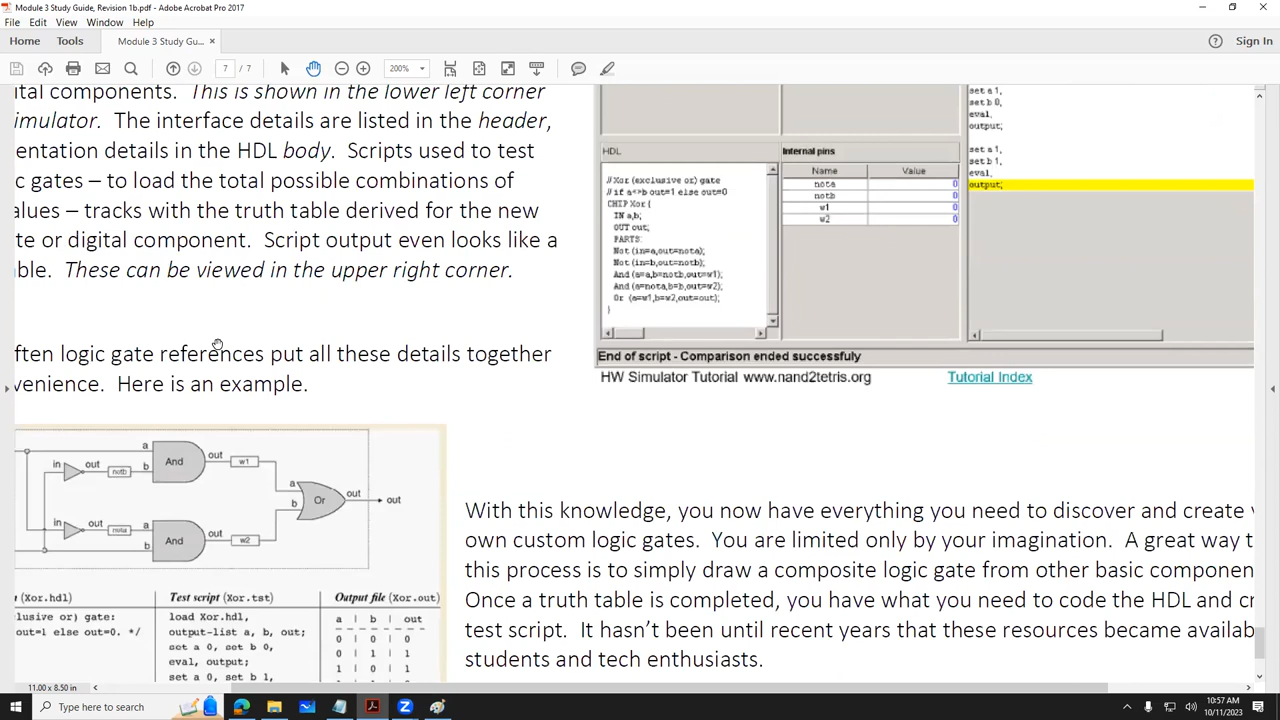 Module 3 Study Guide, Revision 1b.pdf - Adobe Acrobat Pro 2017
File Edit View Window Help
Home Tools Module 3 Study Gu... × Sign In
7 / 7 200%
ital components. This is shown in the lower left corner
imulator. The interface details are listed in the header,
entation details in the HDL body. Scripts used to test
c gates – to load the total possible combinations of
alues – tracks with the truth table derived for the new
te or digital component. Script output even looks like a
ble. These can be viewed in the upper right corner.
ften logic gate references put all these details together
venience. Here is an example.
set a 1,
set b 0,
eval,
output;
set a 1,
set b 1,
eval,
output;
HDL
// Xor (exclusive or) gate
// if a<>b out=1 else out=0
CHIP Xor {
IN a,b;
OUT out;
PARTS:
Not (in=a,out=nota);
Not (in=b,out=notb);
And (a=a,b=notb,out=w1);
And (a=nota,b=b,out=w2);
Or (a=w1,b=w2,out=out);
}
Internal pins
Name Value
nota 0
notb 0
w1 0
w2 0
End of script - Comparison ended successfuly
HW Simulator Tutorial www.nand2tetris.org Tutorial Index
a
in out notb b And out w1
a
b Or out out
in out nota a
b And out w2
(Xor.hdl) Test script (Xor.tst) Output file (Xor.out)
lusive or) gate: load Xor.hdl, a | b | out
out=1 else out=0. */ output-list a, b, out;
set a 0, set b 0, 0 | 0 | 0
eval, output; 0 | 1 | 1
set a 0, set b 1, 1 | 0 | 1
With this knowledge, you now have everything you need to discover and create
own custom logic gates. You are limited only by your imagination. A great way t
this process is to simply draw a composite logic gate from other basic componen
Once a truth table is completed, you have what you need to code the HDL and cr
test script. It hasn't been until recent years that these resources became availab
students and tech enthusiasts.
11.00 x 8.50 in
Type here to search
10:57 AM
10/11/2023